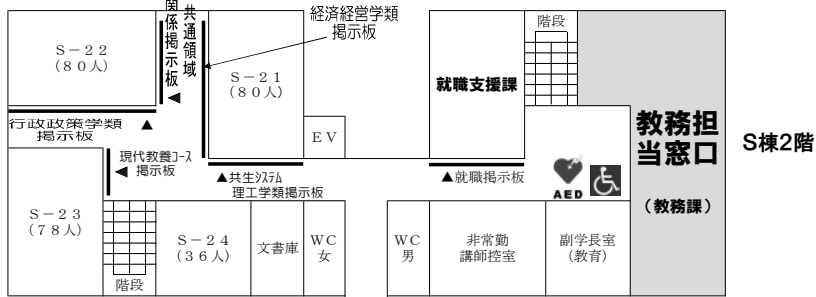 共通領域
関係掲示板
◀
経済経営学類
掲示板
階段
S－22
(80人)
S－21
(80人)
就職支援課
教務担
当窓口
(教務課)
S棟2階
行政政策学類
掲示板
▲
EV
現代教養コース
◀ 掲示板
▲共生システム
理工学類掲示板
▲就職掲示板
AED
S－23
(78人)
S－24
(36人)
文書庫
WC
女
WC
男
非常勤
講師控室
副学長室
(教育)
階段